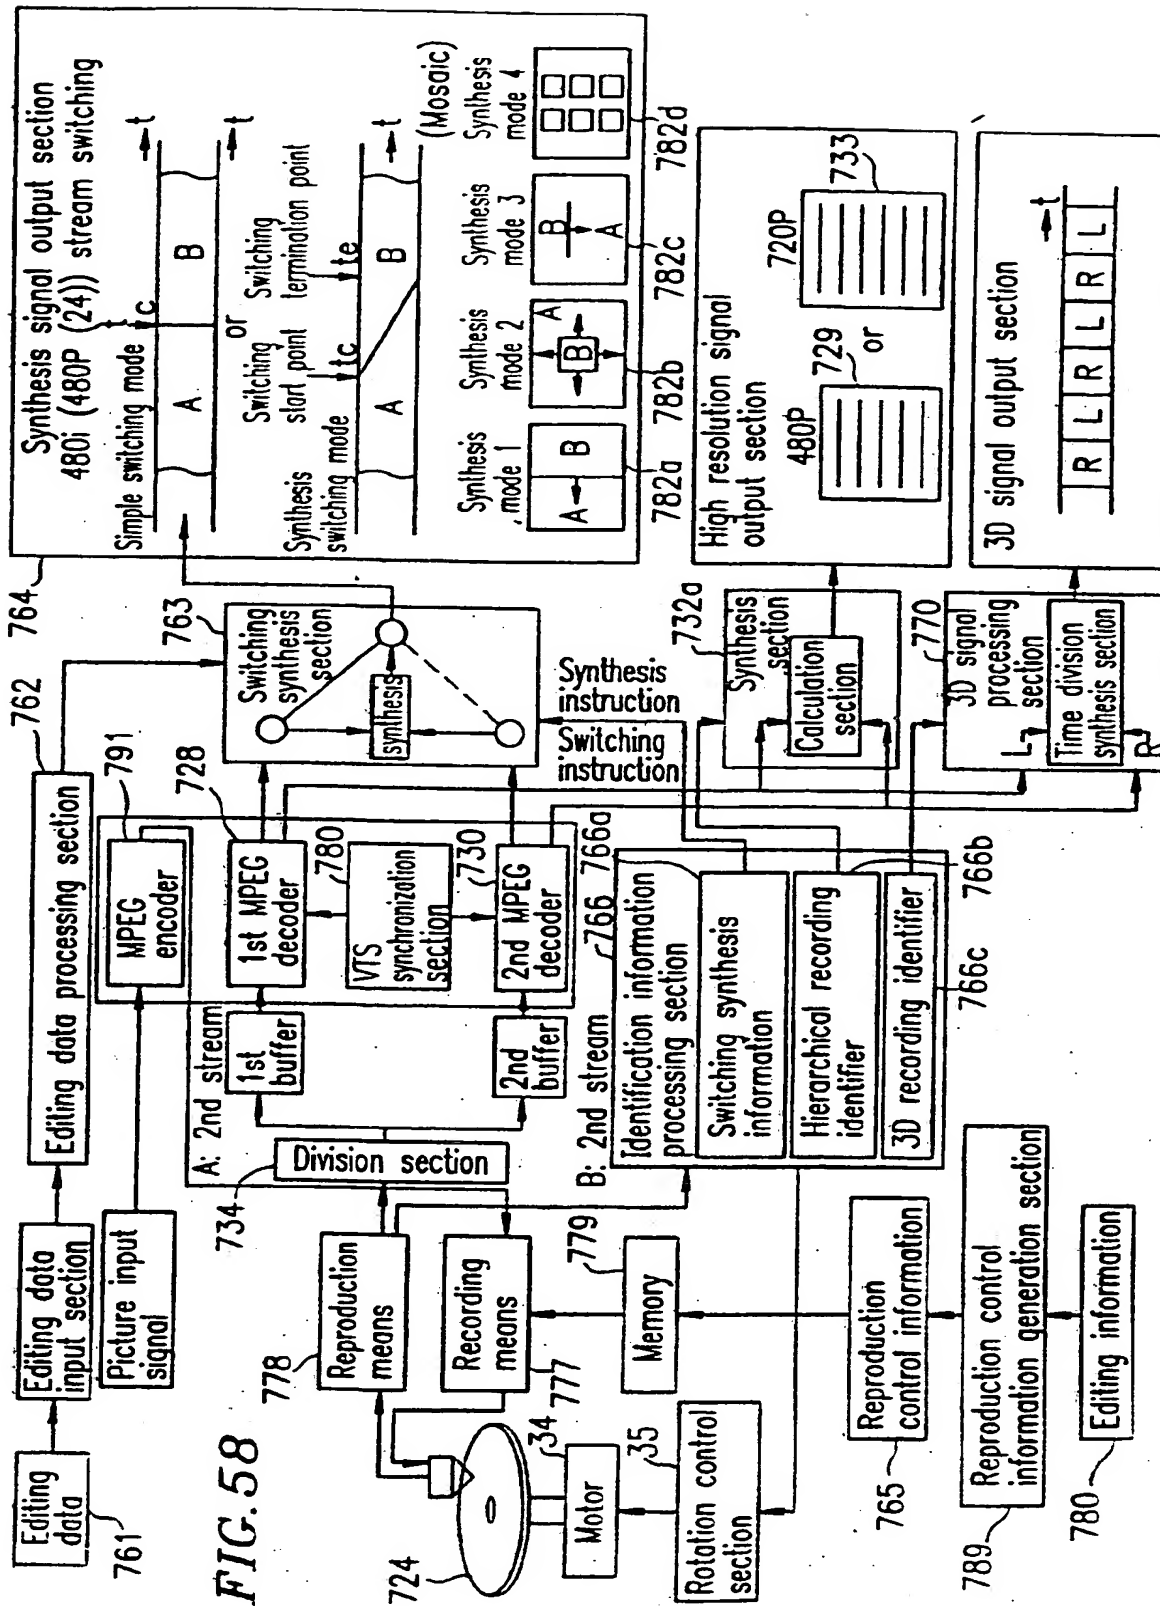 FIG. 58
Editing
data
761
Editing data
input section
Picture input
signal
Editing data processing section
762
MPEG
encoder
791
A: 2nd stream
1st buffer
1st MPEG
decoder
728
VTS
synchronization
section
780
2nd MPEG
decoder
730
2nd
buffer
Division section
734
Reproduction
means
778
Recording
means
777
724
Motor
34
Rotation control
section
35
Memory
779
Reproduction
control information
765
Reproduction control
information generation section
789
Editing information
780
B: 2nd stream
766
Identification information
processing section
Switching synthesis
information
766a
Hierarchical recording
identifier
766b
3D recording identifier
766c
Switching
synthesis
section
763
synthesis
Switching
instruction
Synthesis
instruction
764
Synthesis signal output section
480i (480P (24)) stream switching
Simple switching mode
t c
A
B
t
t
or
Switching
start point
tc
Switching
termination point
te
Synthesis
switching mode
A
B
t
Synthesis
mode 1
A
B
782a
Synthesis
mode 2
A
B
782b
Synthesis
mode 3
B
A
782c
(Mosaic)
Synthesis
mode 4
782d
732a
Synthesis
section
Calculation
section
High resolution signal
output section
480P
729
or
720P
733
770
3D signal
processing
section
L
Time division
synthesis section
R
3D signal output section
t
R L R L R L